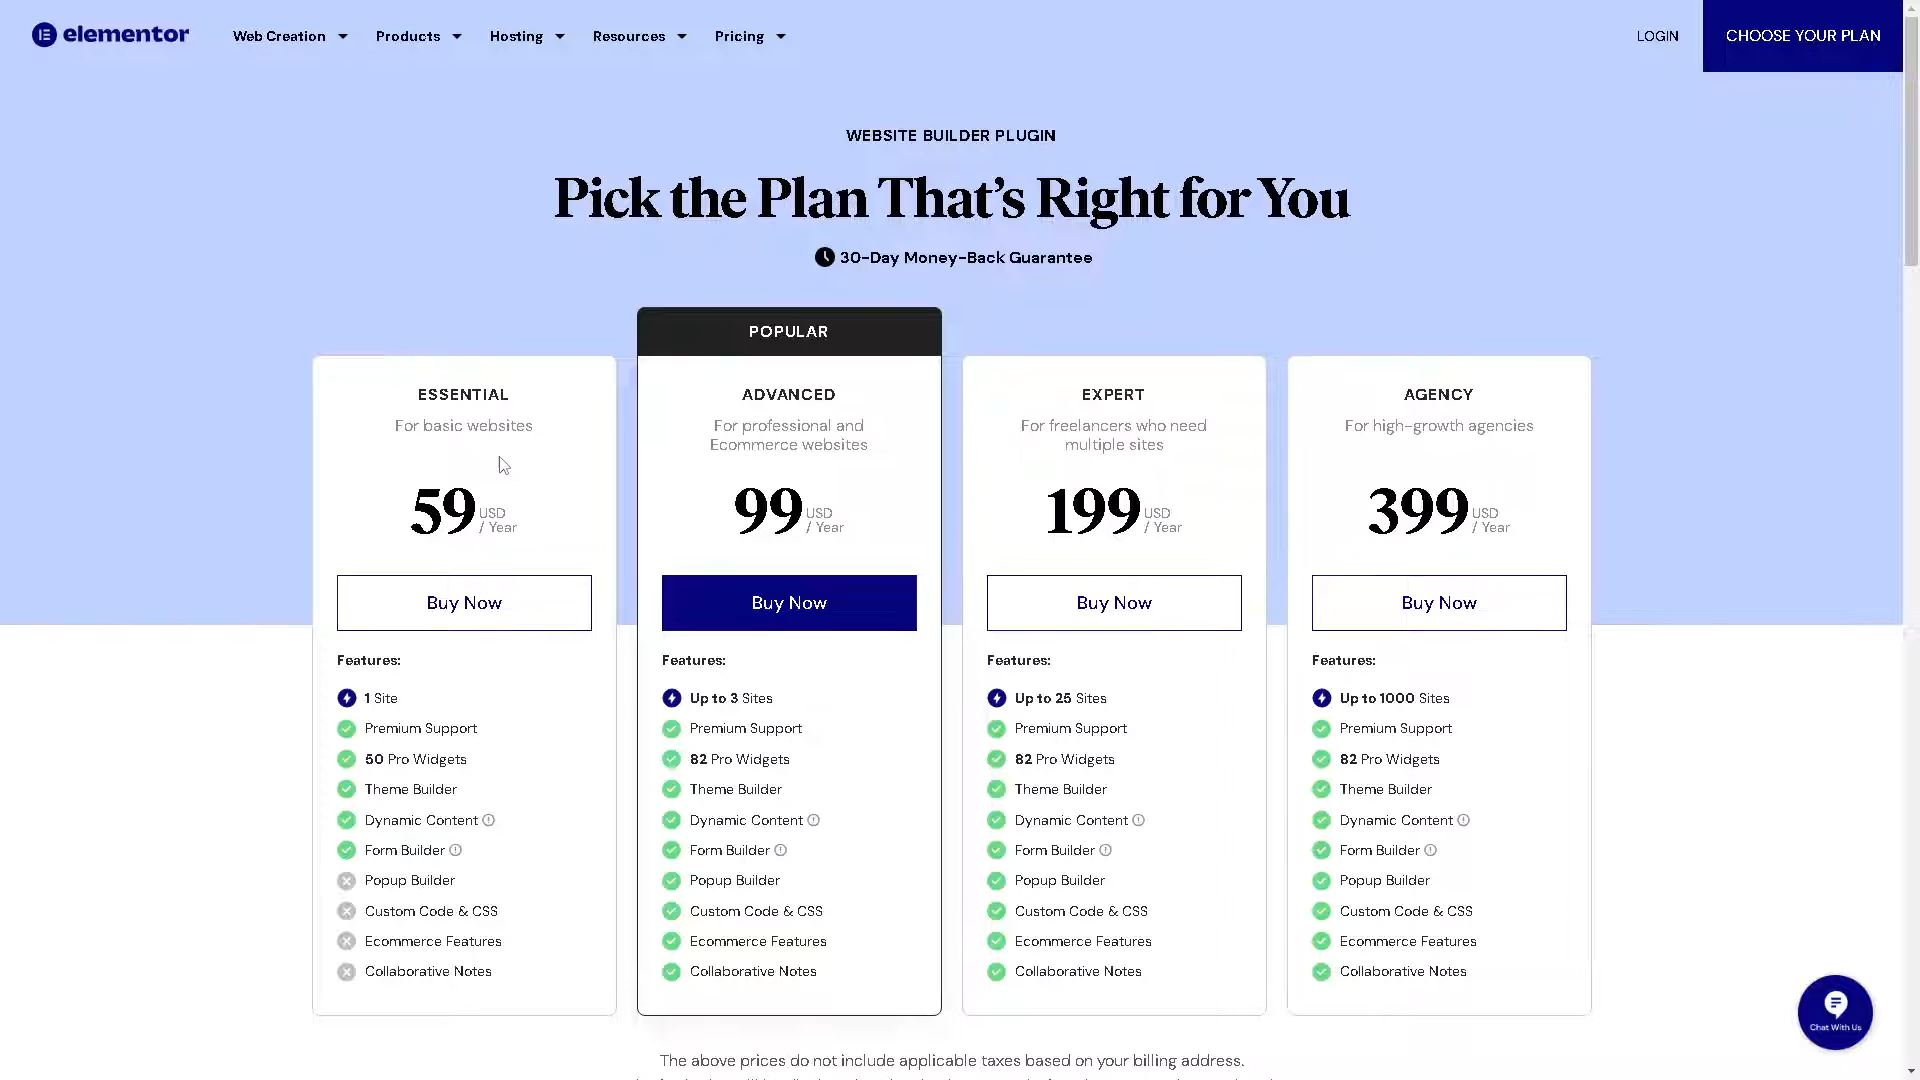 elementor
Web Creation
Products
Hosting
Resources
Pricing
LOGIN
CHOOSE YOUR PLAN
WEBSITE BUILDER PLUGIN
Pick the Plan That's Right for You
30-Day Money-Back Guarantee
POPULAR
ESSENTIAL
For basic websites
59 USD
/ Year
Buy Now
Features:
1 Site
Premium Support
50 Pro Widgets
Theme Builder
Dynamic Content
Form Builder
Popup Builder
Custom Code & CSS
Ecommerce Features
Collaborative Notes
ADVANCED
For professional and
Ecommerce websites
99 USD
/ Year
Buy Now
Features:
Up to 3 Sites
Premium Support
82 Pro Widgets
Theme Builder
Dynamic Content
Form Builder
Popup Builder
Custom Code & CSS
Ecommerce Features
Collaborative Notes
EXPERT
For freelancers who need
multiple sites
199 USD
/ Year
Buy Now
Features:
Up to 25 Sites
Premium Support
82 Pro Widgets
Theme Builder
Dynamic Content
Form Builder
Popup Builder
Custom Code & CSS
Ecommerce Features
Collaborative Notes
AGENCY
For high-growth agencies
399 USD
/ Year
Buy Now
Features:
Up to 1000 Sites
Premium Support
82 Pro Widgets
Theme Builder
Dynamic Content
Form Builder
Popup Builder
Custom Code & CSS
Ecommerce Features
Collaborative Notes
Chat With Us
The above prices do not include applicable taxes based on your billing address.